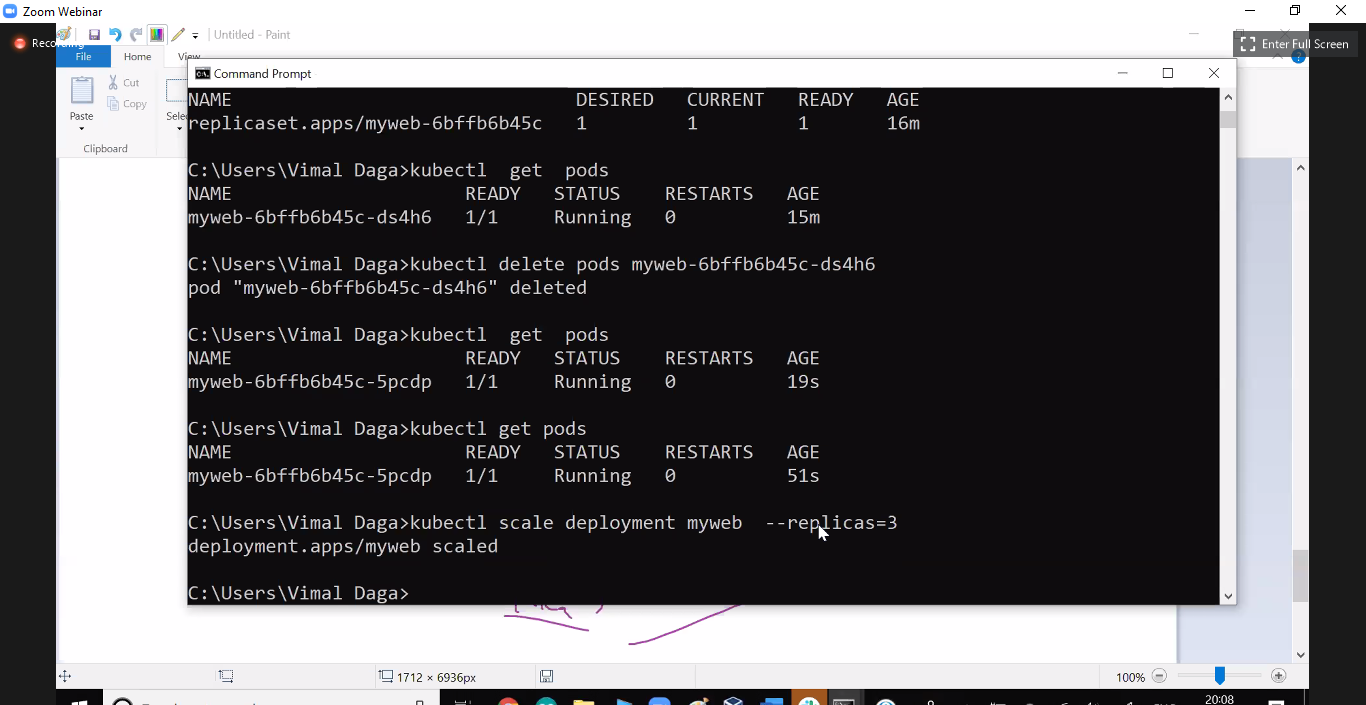 Zoom Webinar
Recording
Untitled - Paint
Enter Full Screen
File
Home
View
Command Prompt
Cut
Copy
Paste
Clipboard
NAME DESIRED CURRENT READY AGE
replicaset.apps/myweb-6bffb6b45c 1 1 1 16m
C:\Users\Vimal Daga>kubectl  get  pods
NAME READY STATUS RESTARTS AGE
myweb-6bffb6b45c-ds4h6 1/1 Running 0 15m
C:\Users\Vimal Daga>kubectl delete pods myweb-6bffb6b45c-ds4h6
pod "myweb-6bffb6b45c-ds4h6" deleted
C:\Users\Vimal Daga>kubectl  get  pods
NAME READY STATUS RESTARTS AGE
myweb-6bffb6b45c-5pcdp 1/1 Running 0 19s
C:\Users\Vimal Daga>kubectl get pods
NAME READY STATUS RESTARTS AGE
myweb-6bffb6b45c-5pcdp 1/1 Running 0 51s
C:\Users\Vimal Daga>kubectl scale deployment myweb  --replicas=3
deployment.apps/myweb scaled
C:\Users\Vimal Daga>
1712 × 6936px
100%
20:08